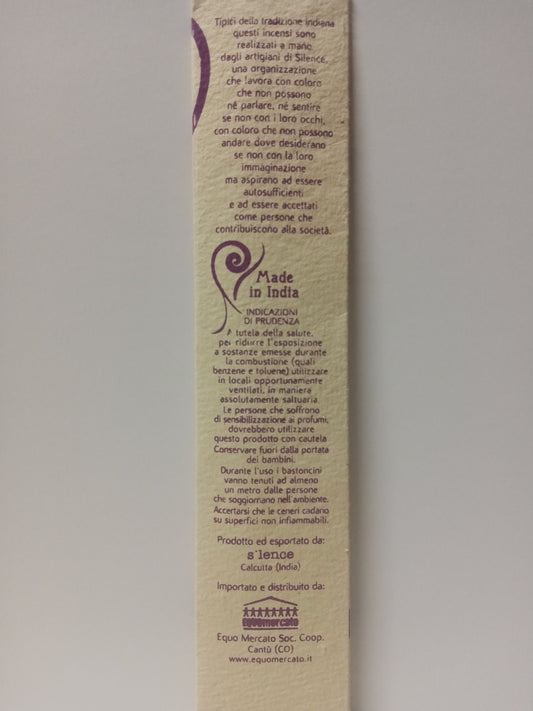 Tipici della tradizione indiana
questi incensi sono
realizzati a mano
dagli artigiani di Silence,
una organizzazione
che lavora con coloro
che non possono
né parlare, né sentire
se non con i loro occhi,
con coloro che non possono
andare dove desiderano
se non con la loro
immaginazione
ma aspirano ad essere
autosufficienti
e ad essere accettati
come persone che
contribuiscono alla società.
Made
in India
INDICAZIONI
DI PRUDENZA
A tutela della salute,
per ridurre l'esposizione
a sostanze emesse durante
la combustione (quali
benzene e toluene) utilizzare
in locali opportunamente
ventilati, in maniera
assolutamente saltuaria.
Le persone che soffrono
di sensibilizzazione ai profumi,
dovrebbero utilizzare
questo prodotto con cautela
Conservare fuori dalla portata
dei bambini.
Durante l'uso i bastoncini
vanno tenuti ad almeno
un metro dalle persone
che soggiornano nell'ambiente.
Accertarsi che le ceneri cadano
su superfici non infiammabili.
Prodotto ed esportato da:
s'lence
Calcutta (India)
Importato e distribuito da:
equomercato
Equo Mercato Soc. Coop.
Cantù (CO)
www.equomercato.it